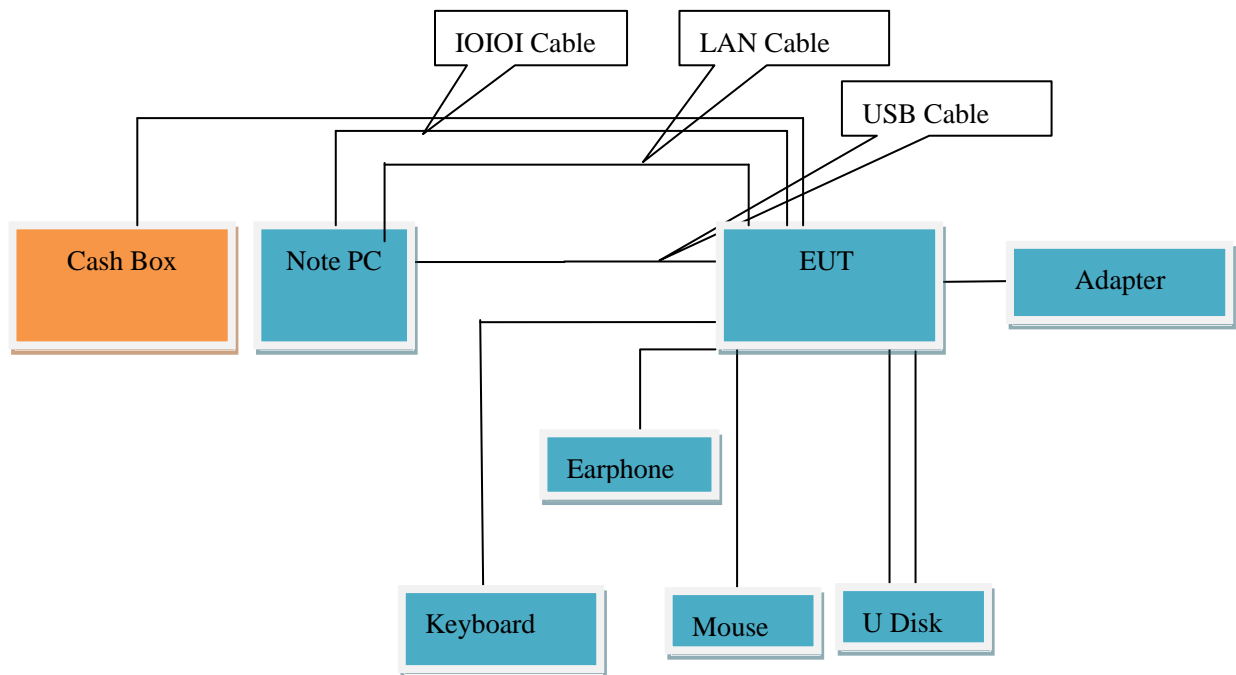 IOIOI Cable
LAN Cable
USB Cable
Cash Box
Note PC
EUT
Adapter
Earphone
Keyboard
Mouse
U Disk